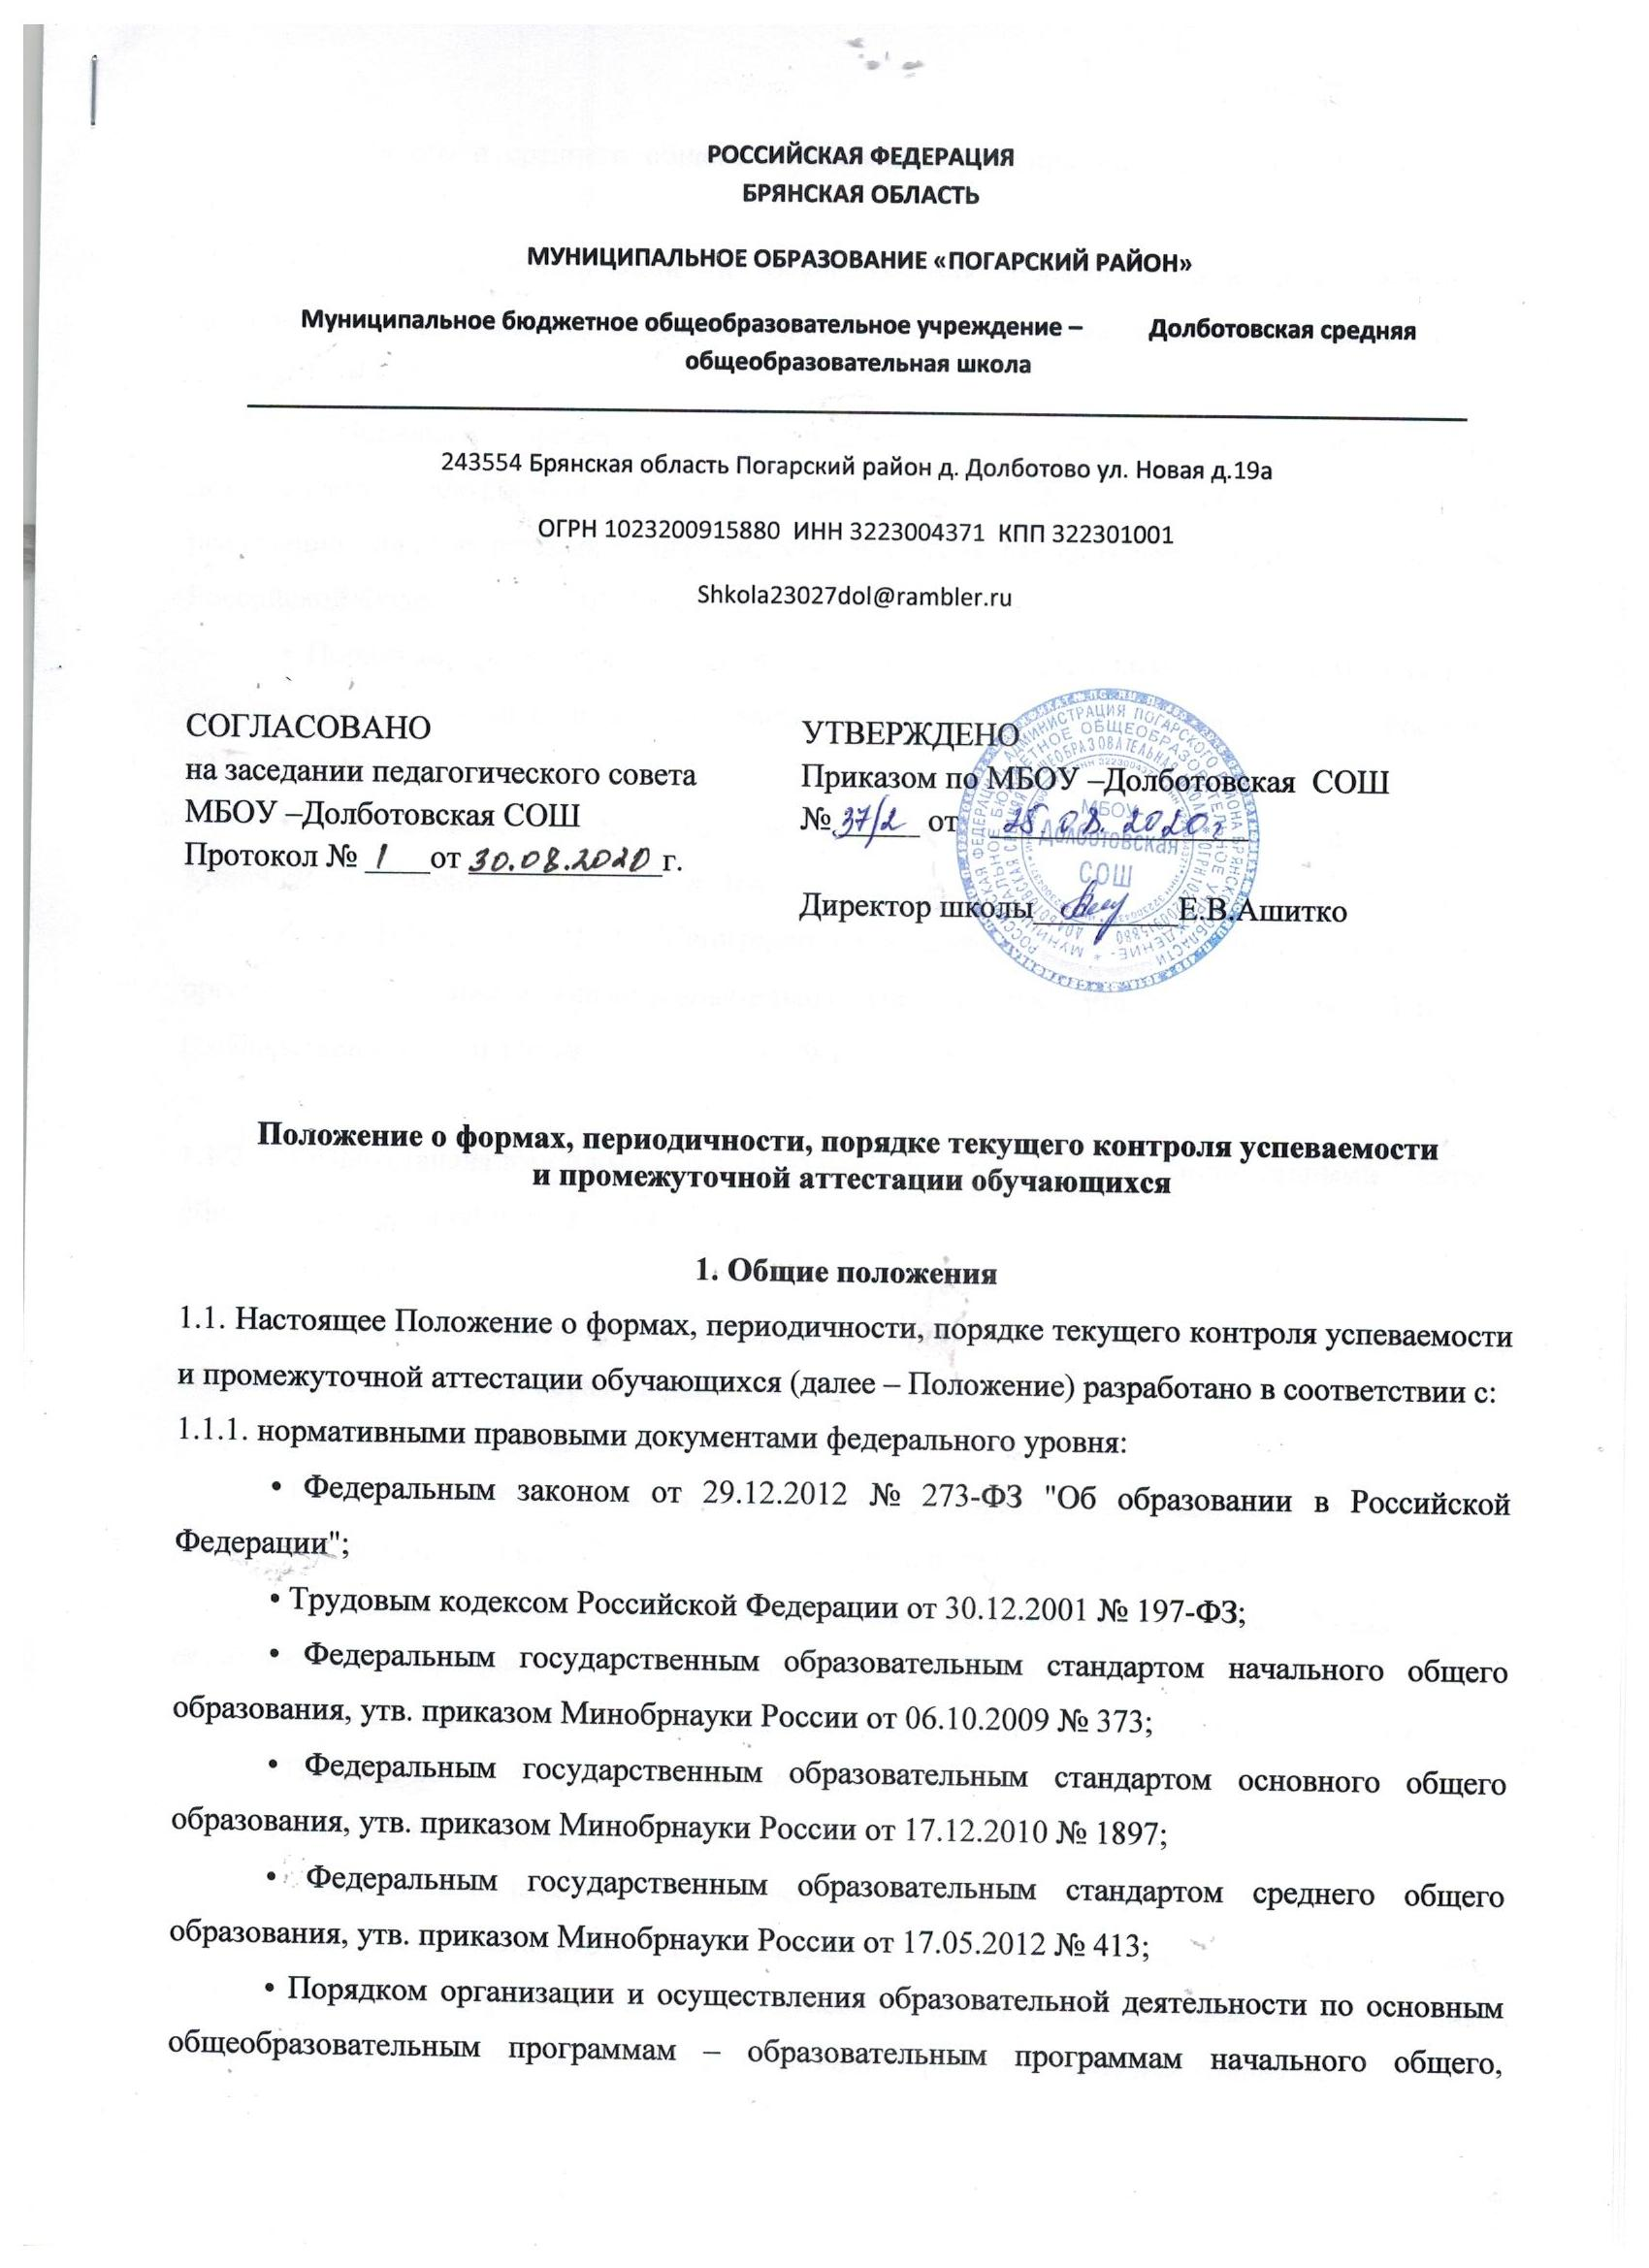 РОССИЙСКАЯ ФЕДЕРАЦИЯ
БРЯНСКАЯ ОБЛАСТЬ
МУНИЦИПАЛЬНОЕ ОБРАЗОВАНИЕ «ПОГАРСКИЙ РАЙОН»
Муниципальное бюджетное общеобразовательное учреждение – Долботовская средняя
общеобразовательная школа
243554 Брянская область Погарский район д. Долботово ул. Новая д.19а
ОГРН 1023200915880 ИНН 3223004371 КПП 322301001
Shkola23027dol@rambler.ru
СОГЛАСОВАНО
на заседании педагогического совета
МБОУ –Долботовская СОШ
Протокол № 1 от 30.08.2020 г.
УТВЕРЖДЕНО
Приказом по МБОУ –Долботовская СОШ
№ 37/2 от 08. 2020 г
Директор школы Е.В.Ашитко
МБОУ
Долботовская
СОШ
Положение о формах, периодичности, порядке текущего контроля успеваемости
и промежуточной аттестации обучающихся
1. Общие положения
1.1. Настоящее Положение о формах, периодичности, порядке текущего контроля успеваемости
и промежуточной аттестации обучающихся (далее – Положение) разработано в соответствии с:
1.1.1. нормативными правовыми документами федерального уровня:
• Федеральным законом от 29.12.2012 № 273-ФЗ "Об образовании в Российской
Федерации";
• Трудовым кодексом Российской Федерации от 30.12.2001 № 197-ФЗ;
• Федеральным государственным образовательным стандартом начального общего
образования, утв. приказом Минобрнауки России от 06.10.2009 № 373;
• Федеральным государственным образовательным стандартом основного общего
образования, утв. приказом Минобрнауки России от 17.12.2010 № 1897;
• Федеральным государственным образовательным стандартом среднего общего
образования, утв. приказом Минобрнауки России от 17.05.2012 № 413;
• Порядком организации и осуществления образовательной деятельности по основным
общеобразовательным программам – образовательным программам начального общего,